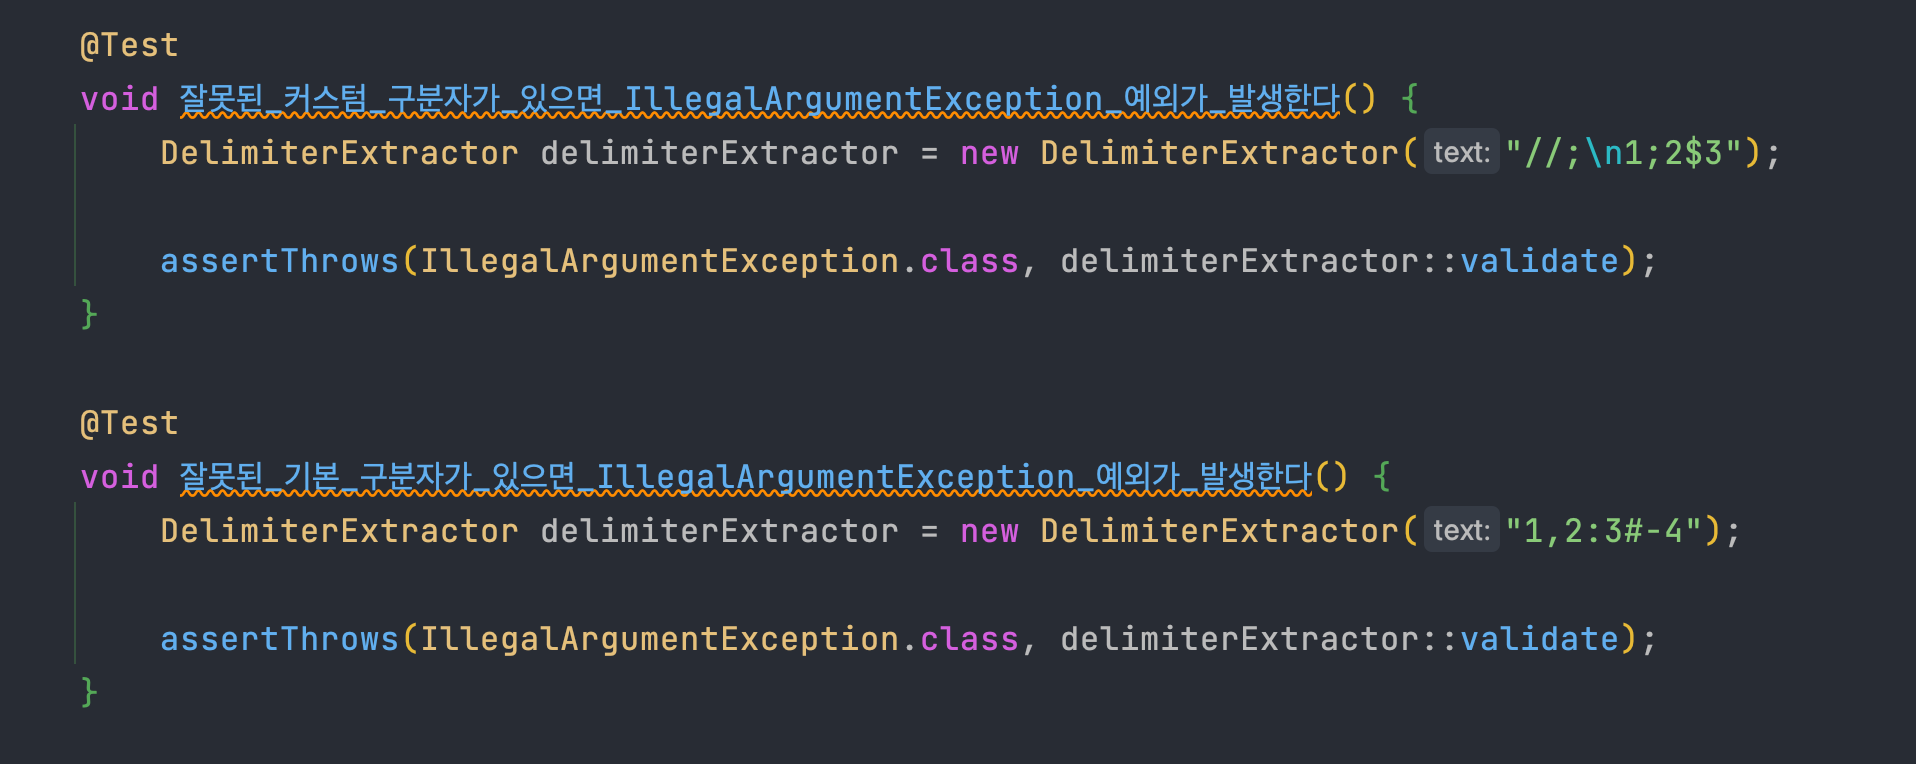 @Test
void 잘못된_커스텀_구분자가_있으면_IllegalArgumentException_예외가_발생한다() {
DelimiterExtractor delimiterExtractor = new DelimiterExtractor( text: "//;\n1;2$3");
assertThrows(IllegalArgumentException.class, delimiterExtractor::validate);
}
@Test
void 잘못된_기본_구분자가_있으면_IllegalArgumentException_예외가_발생한다() {
DelimiterExtractor delimiterExtractor = new DelimiterExtractor( text: "1,2:3#-4");
assertThrows(IllegalArgumentException.class, delimiterExtractor::validate);
}